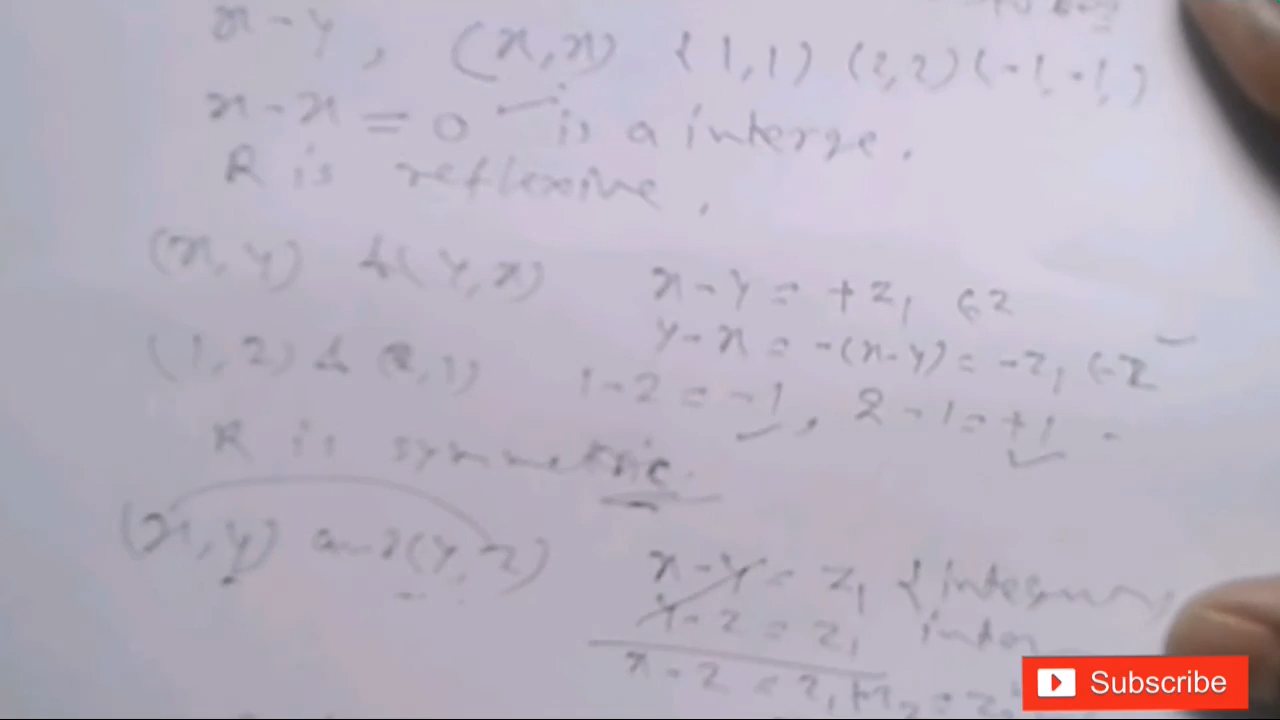 x - y, (x, x) (1, 1) (2, 2) (-1, -1)
x - x = 0 is a interge.
R is reflexive.
(x, y) & (y, x) x - y = +z, ∈ z
y - x = -(x - y) = -z, ∈ Z
(1, 2) & (2, 1) 1 - 2 = -1, 2 - 1 = +1
R is symmetric.
(x, y) and (y, z) x - y = z1
y - z = z1
x - z = z1 + z2 =
Subscribe